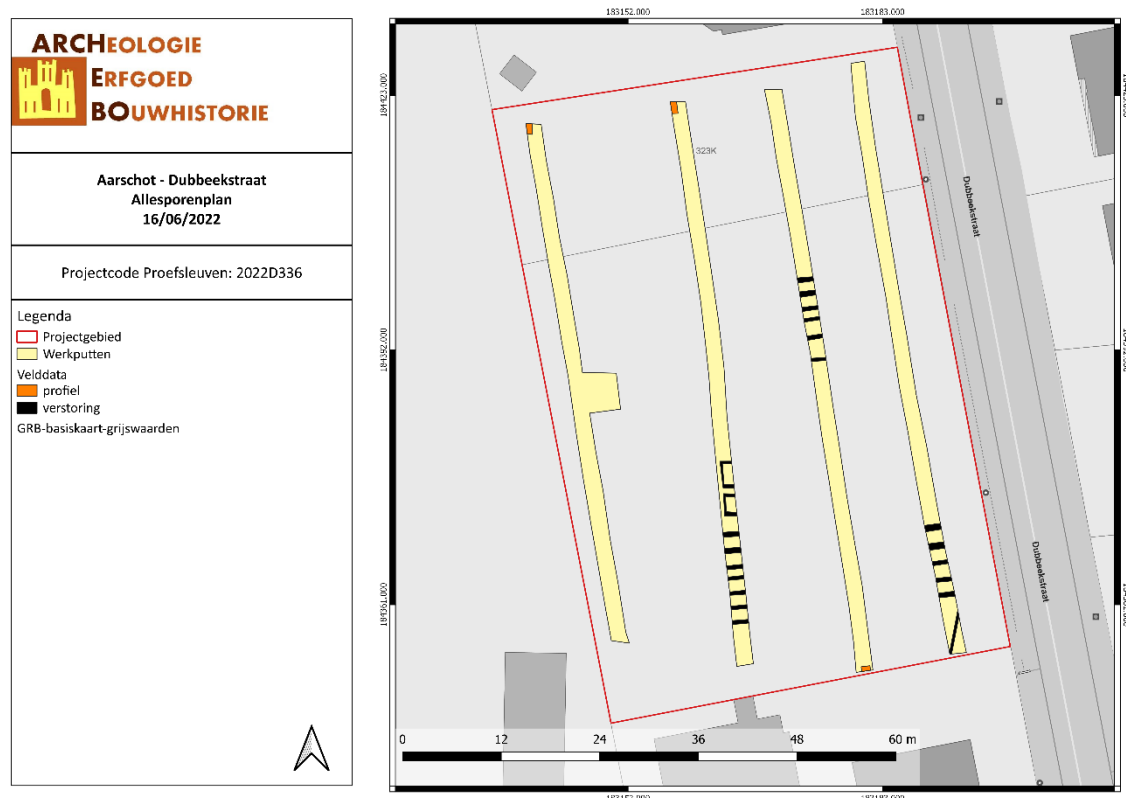 ARCHEOLOGIE
ERFGOED
BOUWHISTORIE
Aarschot - Dubbeekstraat
Allesporenplan
16/06/2022
Projectcode Proefsleuven: 2022D336
Legenda
Projectgebied
Werkputten
Velddata
profiel
verstoring
GRB-basiskaart-grijswaarden
183152.000
183183.000
184423.000
184392.000
184361.000
323K
Dubbeekstraat
Dubbeekstraat
0 12 24 36 48 60 m